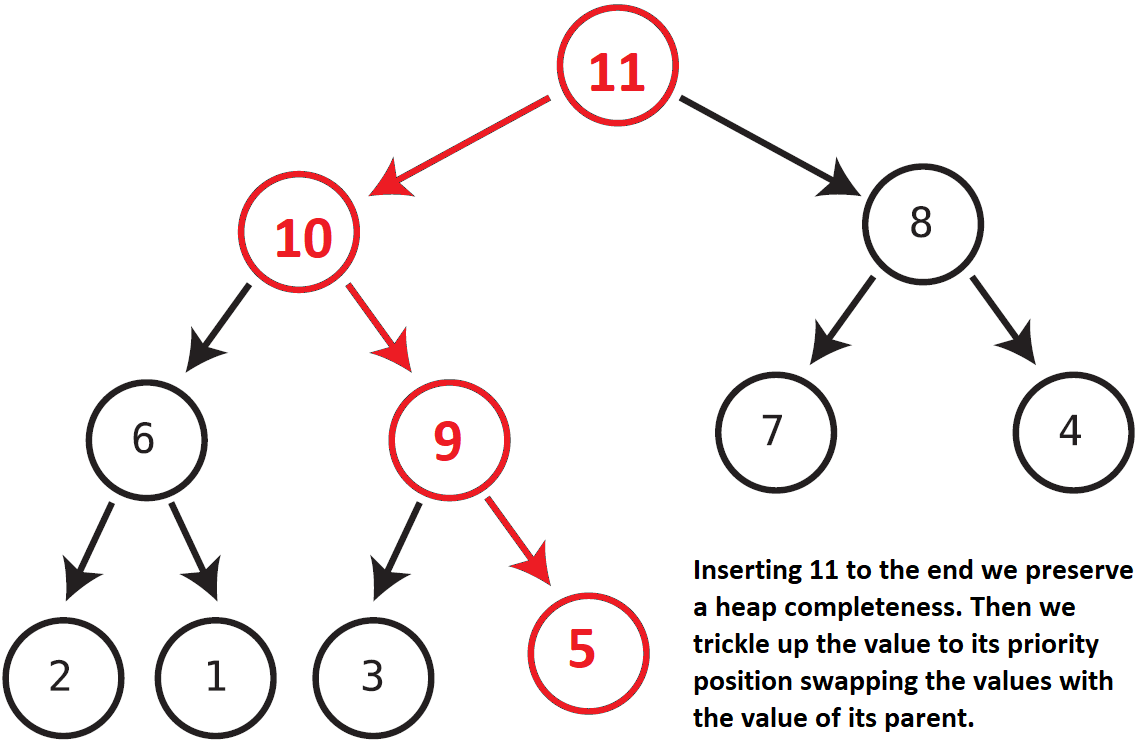 11
10
8
6
9
7
4
2
1
3
5
Inserting 11 to the end we preserve
a heap completeness. Then we
trickle up the value to its priority
position swapping the values with
the value of its parent.